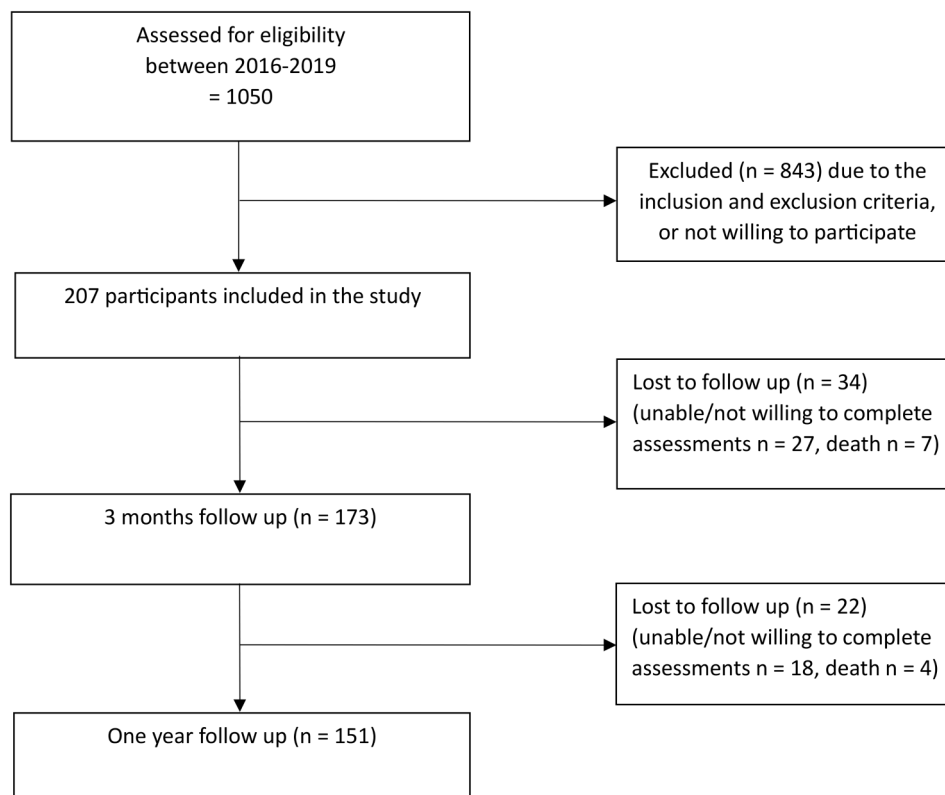 Assessed for eligibility
between 2016-2019
= 1050
Excluded (n = 843) due to the
inclusion and exclusion criteria,
or not willing to participate
207 participants included in the study
Lost to follow up (n = 34)
(unable/not willing to complete
assessments n = 27, death n = 7)
3 months follow up (n = 173)
Lost to follow up (n = 22)
(unable/not willing to complete
assessments n = 18, death n = 4)
One year follow up (n = 151)